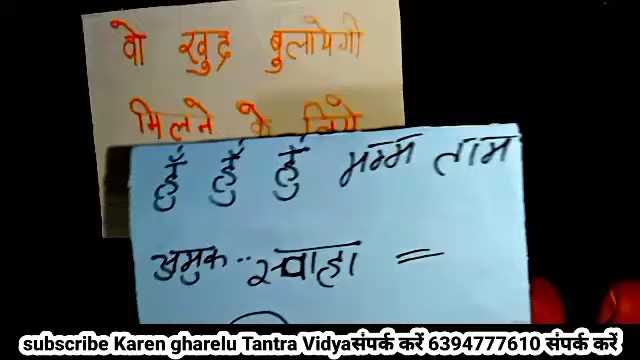 वो खुद बुलायेगी
मिलने के लिये
हुँ हुँ हुँ मम्म ताम
अमुक.. स्वाहा =
subscribe Karen gharelu Tantra Vidyaसंपर्क करें 6394777610 संपर्क करें